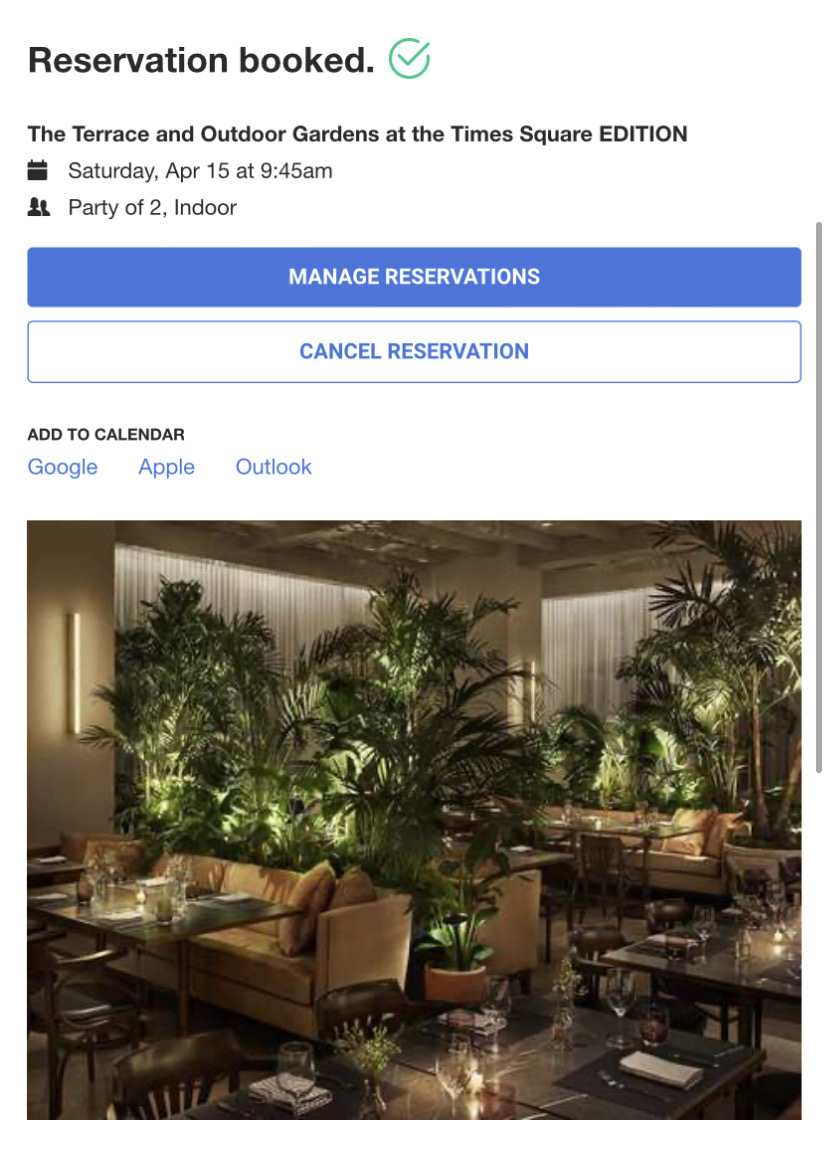 Reservation booked.
The Terrace and Outdoor Gardens at the Times Square EDITION
Saturday, Apr 15 at 9:45am
Party of 2, Indoor
MANAGE RESERVATIONS
CANCEL RESERVATION
ADD TO CALENDAR
Google Apple Outlook